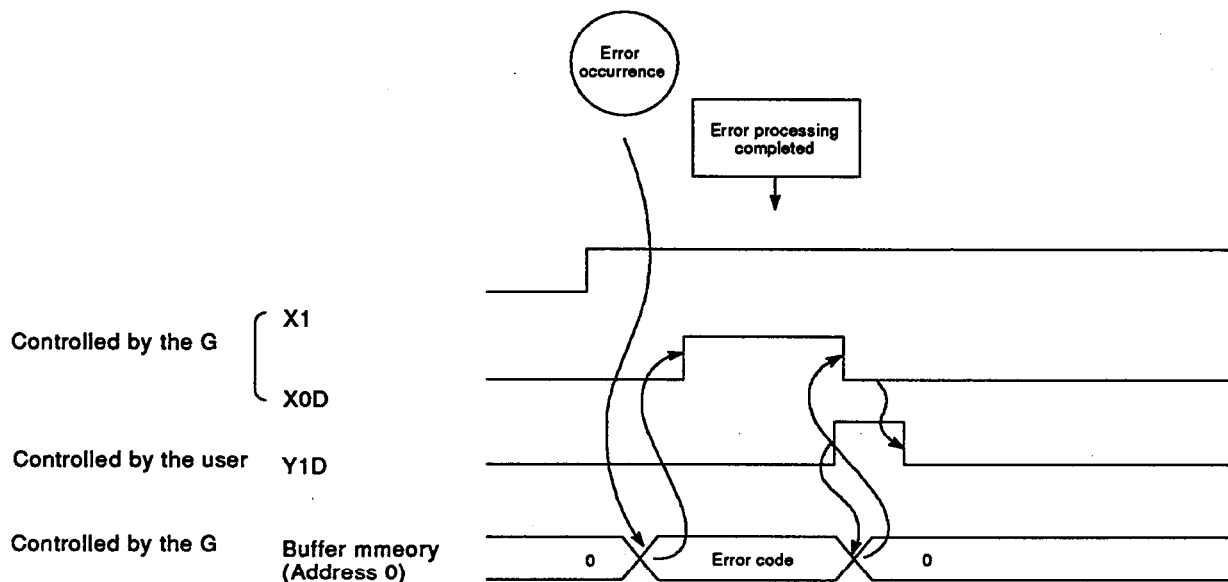 Error
occurrence
Error processing
completed
Controlled by the G
X1
X0D
Controlled by the user
Y1D
Controlled by the G
Buffer mmeory
(Address 0)
0
Error code
0